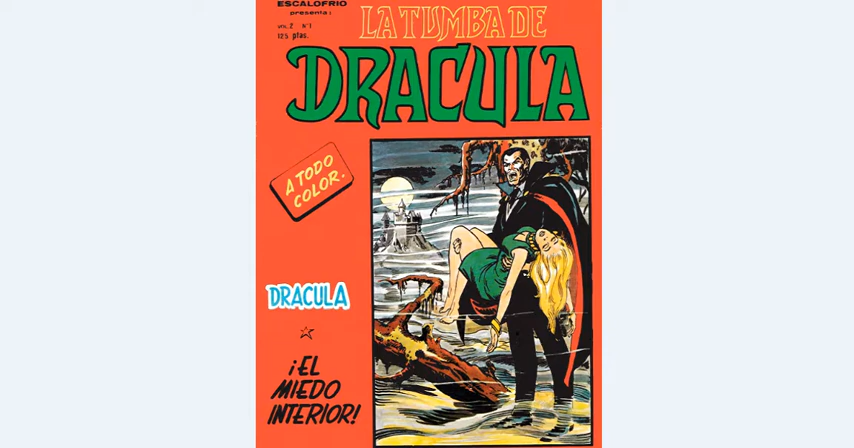 ESCALOFRIO
presenta:
VOL. 2 Nº1
125 ptas.
LA TUMBA DE
DRACULA
A TODO
COLOR.
DRACULA
¡EL
MIEDO
INTERIOR!